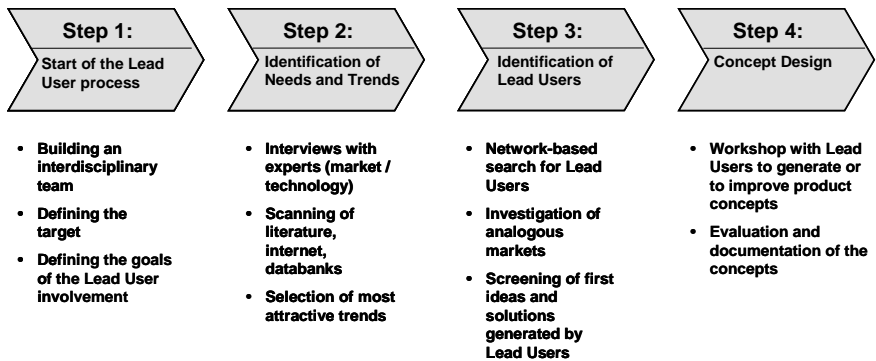 Step 1:
Start of the Lead
User process
• Building an
interdisciplinary
team
• Defining the
target
• Defining the goals
of the Lead User
involvement
Step 2:
Identification of
Needs and Trends
• Interviews with
experts (market /
technology)
• Scanning of
literature,
internet,
databanks
• Selection of most
attractive trends
Step 3:
Identification of
Lead Users
• Network-based
search for Lead
Users
• Investigation of
analogous
markets
• Screening of first
ideas and
solutions
generated by
Lead Users
Step 4:
Concept Design
• Workshop with Lead
Users to generate or
to improve product
concepts
• Evaluation and
documentation of the
concepts